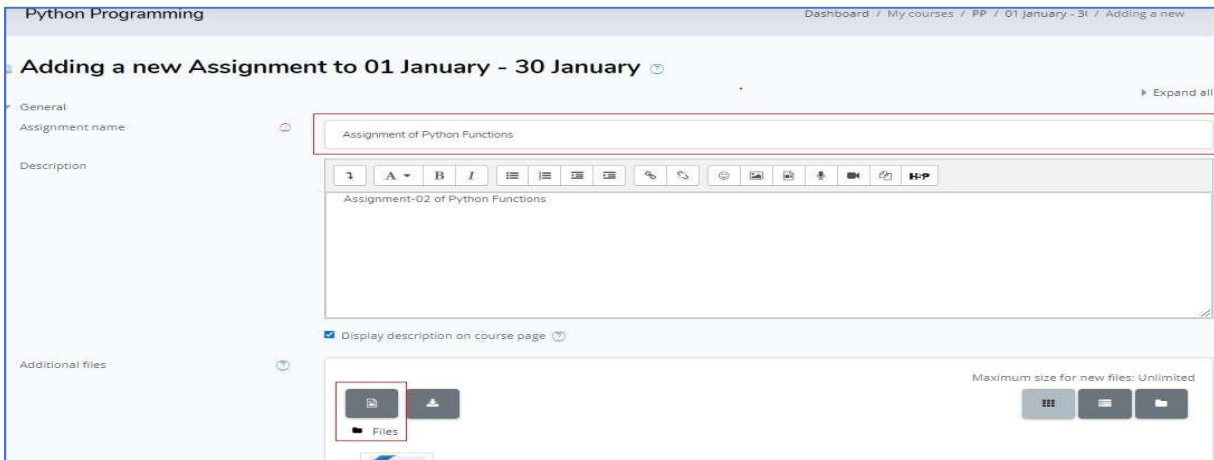 Python Programming
Dashboard / My courses / PP / 01 January - 3( / Adding a new
Adding a new Assignment to 01 January - 30 January
Expand all
General
Assignment name
Assignment of Python Functions
Description
A B I H-P
Assignment-02 of Python Functions
Display description on course page
Additional files
Maximum size for new files: Unlimited
Files